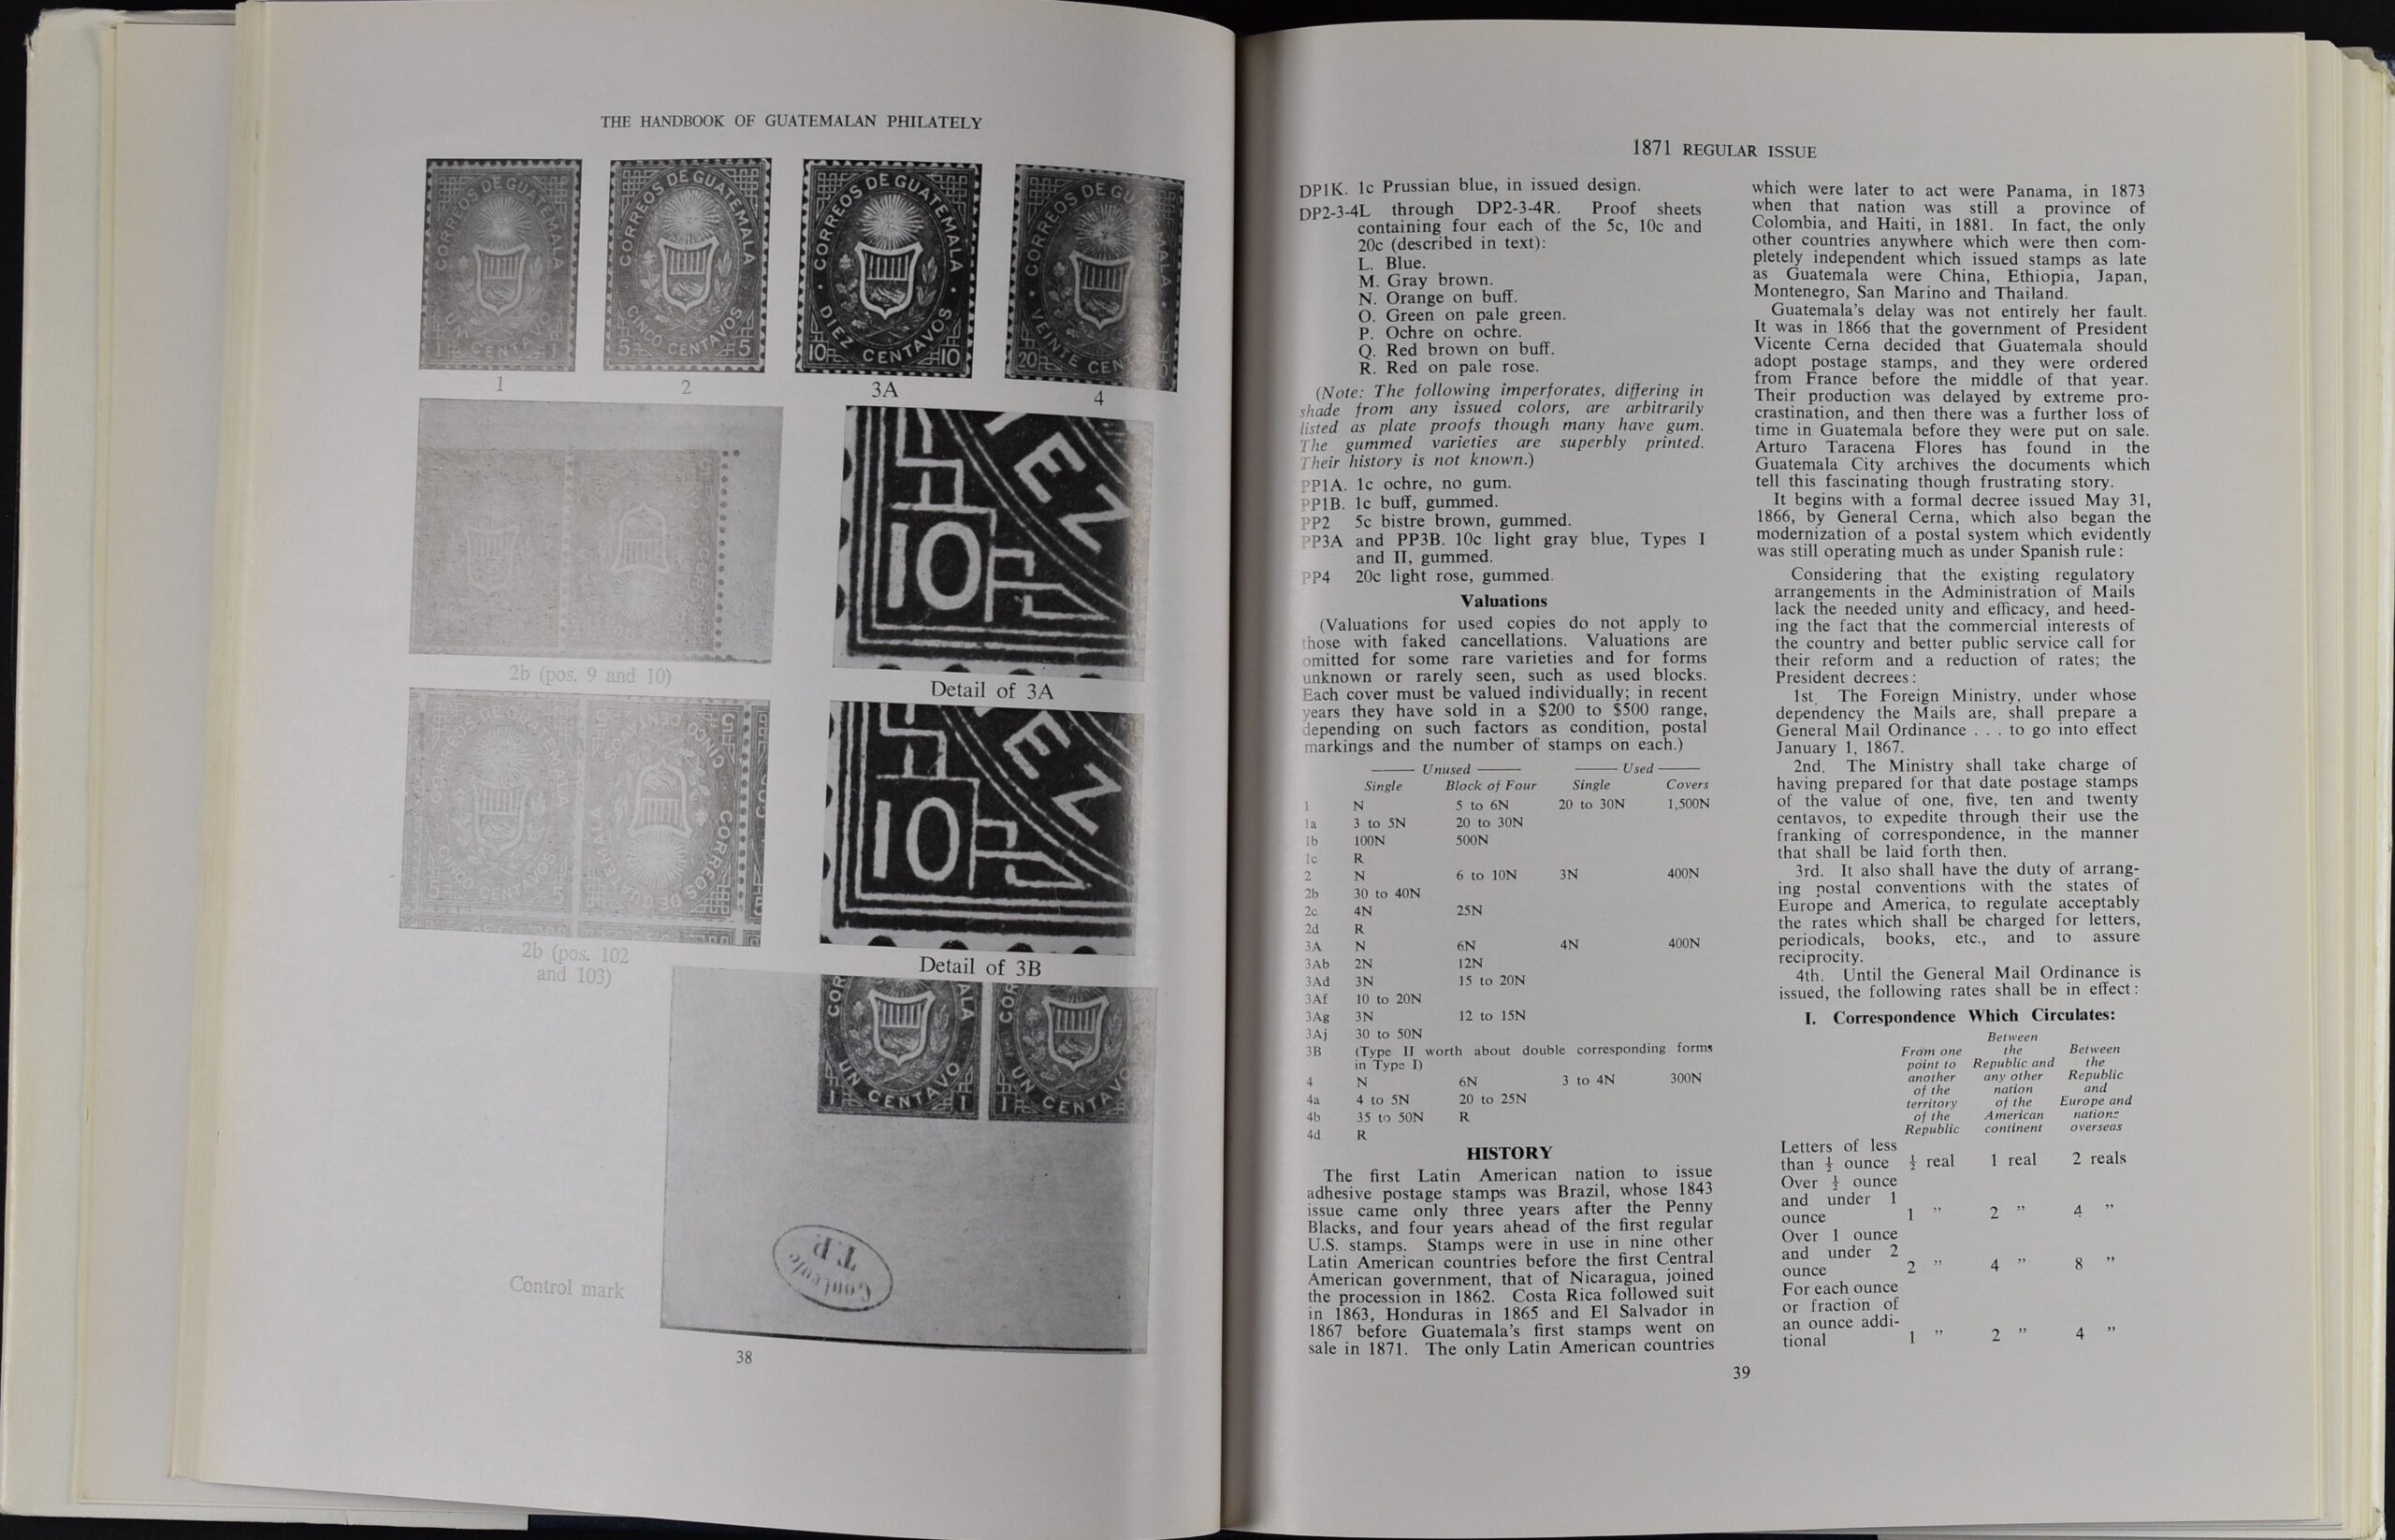 THE HANDBOOK OF GUATEMALAN PHILATELY
CORREOS DE GUATEMALA
UN CENTAVO
1 1
CORREOS DE GUATEMALA
CINCO CENTAVOS
5 5
CORREOS DE GUATEMALA
DIEZ CENTAVOS
10 10
CORREOS DE
VEINTE
20
1
2
3A
4
2b (pos. 9 and 10)
10
EZ
Detail of 3A
CORREOS DE GUATEMALA
CINCO CENTAVOS
5 5
CORREOS DE GUATEMALA
CINCO CENTAVOS
5
2b (pos. 102
and 103)
10
EZ
Detail of 3B
UN CENTAVO
1 1
UN
1
Controle
T.P.
Control mark
38
1871 REGULAR ISSUE
DP1K. 1c Prussian blue, in issued design.
DP2-3-4L through DP2-3-4R. Proof sheets
containing four each of the 5c, 10c and
20c (described in text):
L. Blue.
M. Gray brown.
N. Orange on buff.
O. Green on pale green.
P. Ochre on ochre.
Q. Red brown on buff.
R. Red on pale rose.
(Note: The following imperforates, differing in
shade from any issued colors, are arbitrarily
listed as plate proofs though many have gum.
The gummed varieties are superbly printed.
Their history is not known.)
PP1A. 1c ochre, no gum.
PP1B. 1c buff, gummed.
PP2 5c bistre brown, gummed.
PP3A and PP3B. 10c light gray blue, Types I
and II, gummed.
PP4 20c light rose, gummed.
Valuations
(Valuations for used copies do not apply to
those with faked cancellations. Valuations are
omitted for some rare varieties and for forms
unknown or rarely seen, such as used blocks.
Each cover must be valued individually; in recent
years they have sold in a $200 to $500 range,
depending on such factors as condition, postal
markings and the number of stamps on each.)
Unused Used
Single Block of Four Single Covers
1 N 5 to 6N 20 to 30N 1,500N
1a 3 to 5N 20 to 30N
1b 100N 500N
1c R
2 N 6 to 10N 3N 400N
2b 30 to 40N
2c 4N 25N
2d R
3A N 6N 4N 400N
3Ab 2N 12N
3Ad 3N 15 to 20N
3Af 10 to 20N
3Ag 3N 12 to 15N
3Aj 30 to 50N
3B (Type II worth about double corresponding forms
in Type I)
4 N 6N 3 to 4N 300N
4a 4 to 5N 20 to 25N
4b 35 to 50N R
4d R
HISTORY
The first Latin American nation to issue
adhesive postage stamps was Brazil, whose 1843
issue came only three years after the Penny
Blacks, and four years ahead of the first regular
U.S. stamps. Stamps were in use in nine other
Latin American countries before the first Central
American government, that of Nicaragua, joined
the procession in 1862. Costa Rica followed suit
in 1863, Honduras in 1865 and El Salvador in
1867 before Guatemala's first stamps went on
sale in 1871. The only Latin American countries
which were later to act were Panama, in 1873
when that nation was still a province of
Colombia, and Haiti, in 1881. In fact, the only
other countries anywhere which were then com-
pletely independent which issued stamps as late
as Guatemala were China, Ethiopia, Japan,
Montenegro, San Marino and Thailand.
Guatemala's delay was not entirely her fault.
It was in 1866 that the government of President
Vicente Cerna decided that Guatemala should
adopt postage stamps, and they were ordered
from France before the middle of that year.
Their production was delayed by extreme pro-
crastination, and then there was a further loss of
time in Guatemala before they were put on sale.
Arturo Taracena Flores has found in the
Guatemala City archives the documents which
tell this fascinating though frustrating story.
It begins with a formal decree issued May 31,
1866, by General Cerna, which also began the
modernization of a postal system which evidently
was still operating much as under Spanish rule:
Considering that the existing regulatory
arrangements in the Administration of Mails
lack the needed unity and efficacy, and heed-
ing the fact that the commercial interests of
the country and better public service call for
their reform and a reduction of rates; the
President decrees:
1st. The Foreign Ministry, under whose
dependency the Mails are, shall prepare a
General Mail Ordinance . . . to go into effect
January 1, 1867.
2nd. The Ministry shall take charge of
having prepared for that date postage stamps
of the value of one, five, ten and twenty
centavos, to expedite through their use the
franking of correspondence, in the manner
that shall be laid forth then.
3rd. It also shall have the duty of arrang-
ing postal conventions with the states of
Europe and America, to regulate acceptably
the rates which shall be charged for letters,
periodicals, books, etc., and to assure
reciprocity.
4th. Until the General Mail Ordinance is
issued, the following rates shall be in effect:
I. Correspondence Which Circulates:
Between
From one the Between
point to Republic and the
another any other Republic
of the nation and
territory of the Europe and
of the American nations
Republic continent overseas
Letters of less
than ½ ounce ½ real 1 real 2 reals
Over ½ ounce
and under 1
ounce 1 " 2 " 4 "
Over 1 ounce
and under 2
ounce 2 " 4 " 8 "
For each ounce
or fraction of
an ounce addi-
tional 1 " 2 " 4 "
39